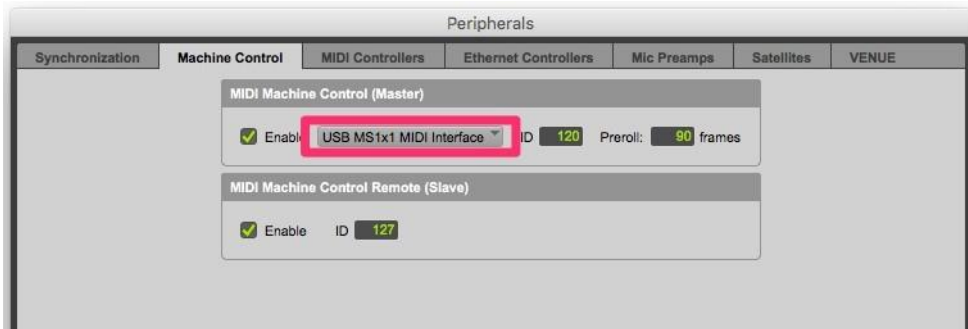 Peripherals
Synchronization Machine Control MIDI Controllers Ethernet Controllers Mic Preamps Satellites VENUE
MIDI Machine Control (Master)
Enabl USB MS1x1 MIDI Interface ID 120 Preroll: 90 frames
MIDI Machine Control Remote (Slave)
Enable ID 127